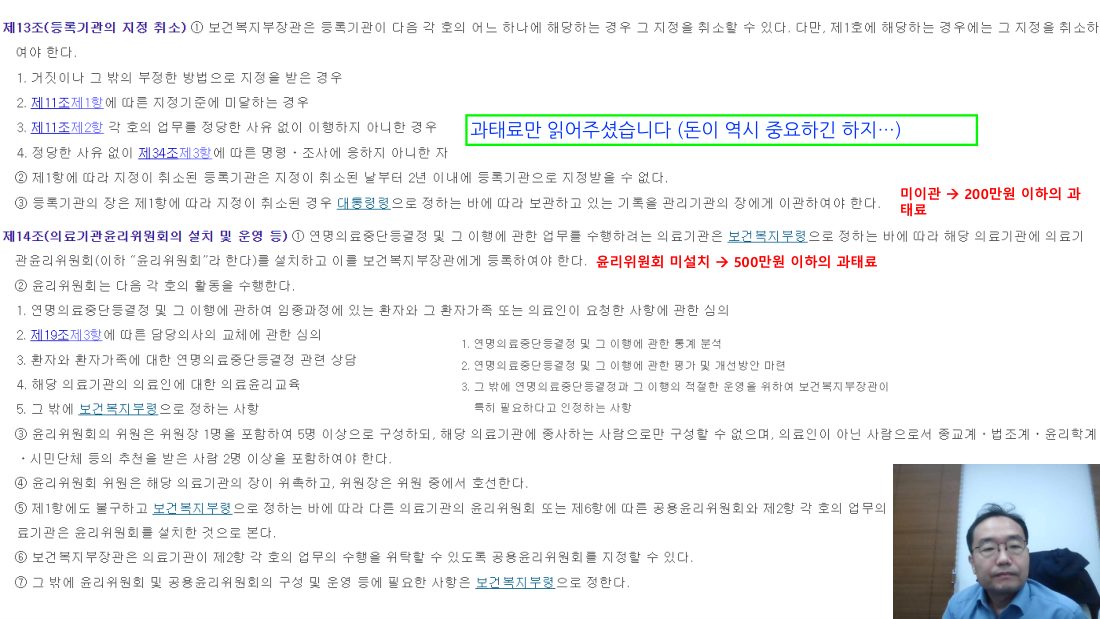 제13조(등록기관의 지정 취소) ① 보건복지부장관은 등록기관이 다음 각 호의 어느 하나에 해당하는 경우 그 지정을 취소할 수 있다. 다만, 제1호에 해당하는 경우에는 그 지정을 취소하
여야 한다.
1. 거짓이나 그 밖의 부정한 방법으로 지정을 받은 경우
2. 제11조제1항에 따른 지정기준에 미달하는 경우
3. 제11조제2항 각 호의 업무를 정당한 사유 없이 이행하지 아니한 경우
과태료만 읽어주셨습니다 (돈이 역시 중요하긴 하지…)
4. 정당한 사유 없이 제34조제3항에 따른 명령・조사에 응하지 아니한 자
② 제1항에 따라 지정이 취소된 등록기관은 지정이 취소된 날부터 2년 이내에 등록기관으로 지정받을 수 없다.
③ 등록기관의 장은 제1항에 따라 지정이 취소된 경우 대통령령으로 정하는 바에 따라 보관하고 있는 기록을 관리기관의 장에게 이관하여야 한다.
미이관 → 200만원 이하의 과
태료
제14조(의료기관윤리위원회의 설치 및 운영 등) ① 연명의료중단등결정 및 그 이행에 관한 업무를 수행하려는 의료기관은 보건복지부령으로 정하는 바에 따라 해당 의료기관에 의료기
관윤리위원회(이하 “윤리위원회”라 한다)를 설치하고 이를 보건복지부장관에게 등록하여야 한다. 윤리위원회 미설치 → 500만원 이하의 과태료
② 윤리위원회는 다음 각 호의 활동을 수행한다.
1. 연명의료중단등결정 및 그 이행에 관하여 임종과정에 있는 환자와 그 환자가족 또는 의료인이 요청한 사항에 관한 심의
2. 제19조제3항에 따른 담당의사의 교체에 관한 심의
3. 환자와 환자가족에 대한 연명의료중단등결정 관련 상담
4. 해당 의료기관의 의료인에 대한 의료윤리교육
5. 그 밖에 보건복지부령으로 정하는 사항
1. 연명의료중단등결정 및 그 이행에 관한 통계 분석
2. 연명의료중단등결정 및 그 이행에 관한 평가 및 개선방안 마련
3. 그 밖에 연명의료중단등결정과 그 이행의 적절한 운영을 위하여 보건복지부장관이
특히 필요하다고 인정하는 사항
③ 윤리위원회의 위원은 위원장 1명을 포함하여 5명 이상으로 구성하되, 해당 의료기관에 종사하는 사람으로만 구성할 수 없으며, 의료인이 아닌 사람으로서 종교계・법조계・윤리학계
・시민단체 등의 추천을 받은 사람 2명 이상을 포함하여야 한다.
④ 윤리위원회 위원은 해당 의료기관의 장이 위촉하고, 위원장은 위원 중에서 호선한다.
⑤ 제1항에도 불구하고 보건복지부령으로 정하는 바에 따라 다른 의료기관의 윤리위원회 또는 제6항에 따른 공용윤리위원회와 제2항 각 호의 업무의
료기관은 윤리위원회를 설치한 것으로 본다.
⑥ 보건복지부장관은 의료기관이 제2항 각 호의 업무의 수행을 위탁할 수 있도록 공용윤리위원회를 지정할 수 있다.
⑦ 그 밖에 윤리위원회 및 공용윤리위원회의 구성 및 운영 등에 필요한 사항은 보건복지부령으로 정한다.